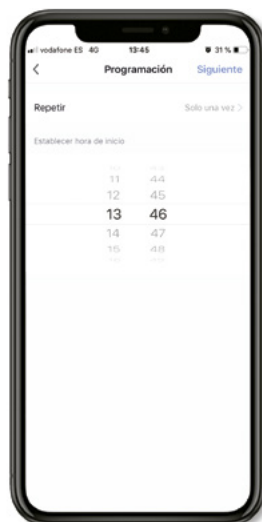 vodafone ES 4G 13:45 31 %
Programación Siguiente
Repetir Solo una vez >
Establecer hora de inicio
11 44
12 45
13 46
14 47
15 48